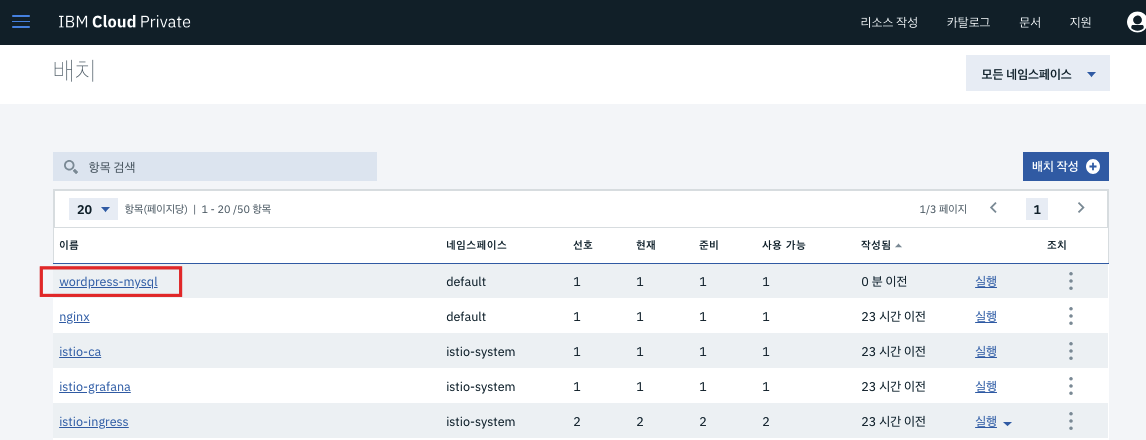 IBM Cloud Private 리소스 작성 카탈로그 문서 지원
배치 모든 네임스페이스
항목 검색 배치 작성
20 항목(페이지당) | 1 - 20 /50 항목 1/3 페이지 1
이름 네임스페이스 선호 현재 준비 사용 가능 작성됨 조치
wordpress-mysql default 1 1 1 1 0 분 이전 실행
nginx default 1 1 1 1 23 시간 이전 실행
istio-ca istio-system 1 1 1 1 23 시간 이전 실행
istio-grafana istio-system 1 1 1 1 23 시간 이전 실행
istio-ingress istio-system 2 2 2 2 23 시간 이전 실행